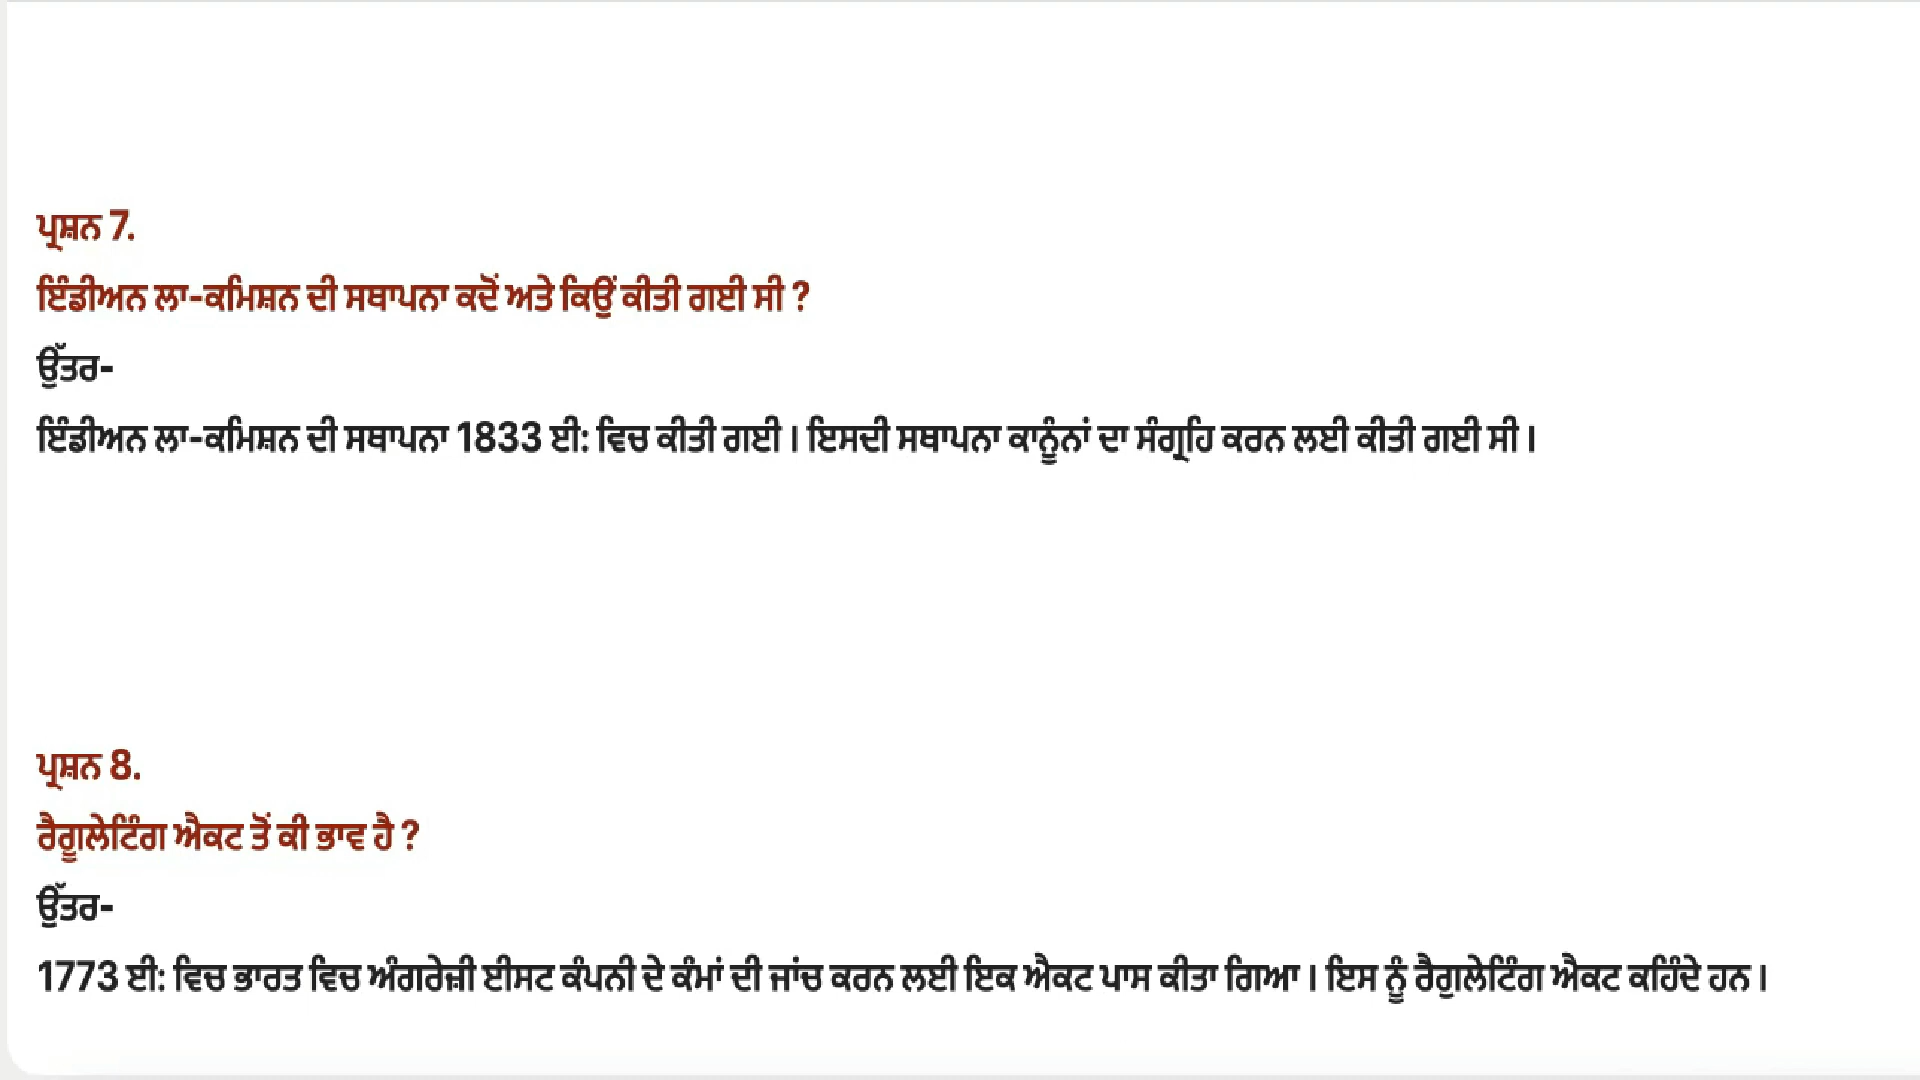 ਪ੍ਰਸ਼ਨ 7.
ਇੰਡੀਅਨ ਲਾ-ਕਮਿਸ਼ਨ ਦੀ ਸਥਾਪਨਾ ਕਦੋਂ ਅਤੇ ਕਿਉਂ ਕੀਤੀ ਗਈ ਸੀ ?
ਉੱਤਰ-
ਇੰਡੀਅਨ ਲਾ-ਕਮਿਸ਼ਨ ਦੀ ਸਥਾਪਨਾ 1833 ਈ: ਵਿਚ ਕੀਤੀ ਗਈ । ਇਸਦੀ ਸਥਾਪਨਾ ਕਾਨੂੰਨਾਂ ਦਾ ਸੰਗ੍ਰਹਿ ਕਰਨ ਲਈ ਕੀਤੀ ਗਈ ਸੀ ।
ਪ੍ਰਸ਼ਨ 8.
ਰੈਗੂਲੇਟਿੰਗ ਐਕਟ ਤੋਂ ਕੀ ਭਾਵ ਹੈ ?
ਉੱਤਰ-
1773 ਈ: ਵਿਚ ਭਾਰਤ ਵਿਚ ਅੰਗਰੇਜ਼ੀ ਈਸਟ ਕੰਪਨੀ ਦੇ ਕੰਮਾਂ ਦੀ ਜਾਂਚ ਕਰਨ ਲਈ ਇਕ ਐਕਟ ਪਾਸ ਕੀਤਾ ਗਿਆ । ਇਸ ਨੂੰ ਰੈਗੁਲੇਟਿੰਗ ਐਕਟ ਕਹਿੰਦੇ ਹਨ ।